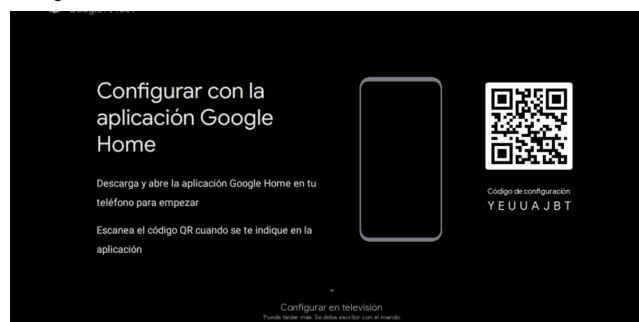 Configurar con la
aplicación Google
Home
Descarga y abre la aplicación Google Home en tu
teléfono para empezar
Escanea el código QR cuando se te indique en la
aplicación
Código de configuración
YEUUAJBT
Configurar en televisión
Puede tardar más. Se debe escribir con el mando.